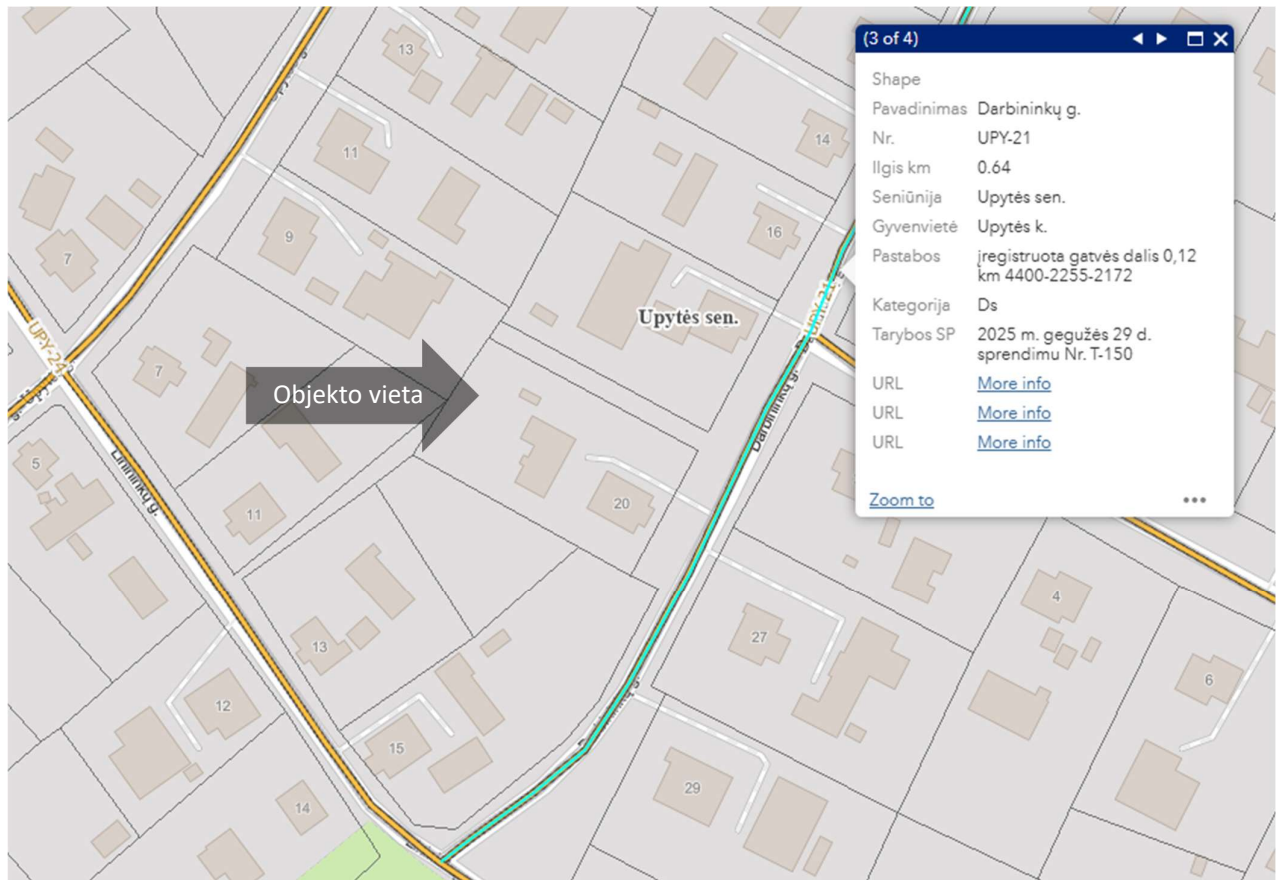 (3 of 4)
Shape
Pavadinimas Darbininkų g.
Nr. UPY-21
Ilgis km 0.64
Seniūnija Upytės sen.
Gyvenvietė Upytės k.
Pastabos įregistruota gatvės dalis 0,12
km 4400-2255-2172
Kategorija Ds
Tarybos SP 2025 m. gegužės 29 d.
sprendimu Nr. T-150
URL More info
URL More info
URL More info
Zoom to
13
11
14
9
16
7
Upytės sen.
UPY-24
7
Objekto vieta
Darbininkų g.
5
Linininkų g.
11
20
4
13
27
6
12
15
29
14